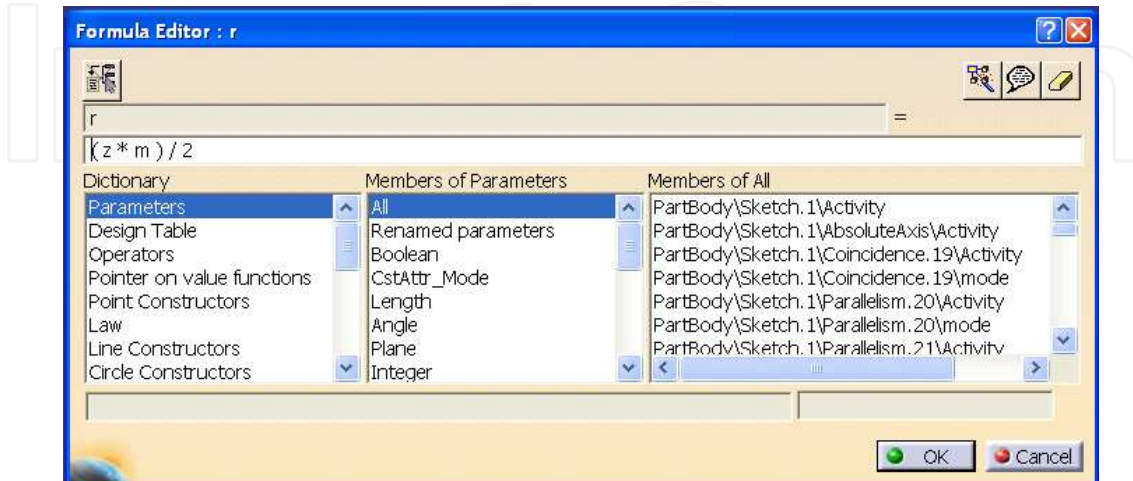 Formula Editor : r
r =
(z * m ) / 2
Dictionary Members of Parameters Members of All
Parameters All PartBody\Sketch.1\Activity
Design Table Renamed parameters PartBody\Sketch.1\AbsoluteAxis\Activity
Operators Boolean PartBody\Sketch.1\Coincidence.19\Activity
Pointer on value functions CstAttr_Mode PartBody\Sketch.1\Coincidence.19\mode
Point Constructors Length PartBody\Sketch.1\Parallelism.20\Activity
Law Angle PartBody\Sketch.1\Parallelism.20\mode
Line Constructors Plane PartBody\Sketch.1\Parallelism.21\Activity
Circle Constructors Integer
OK Cancel